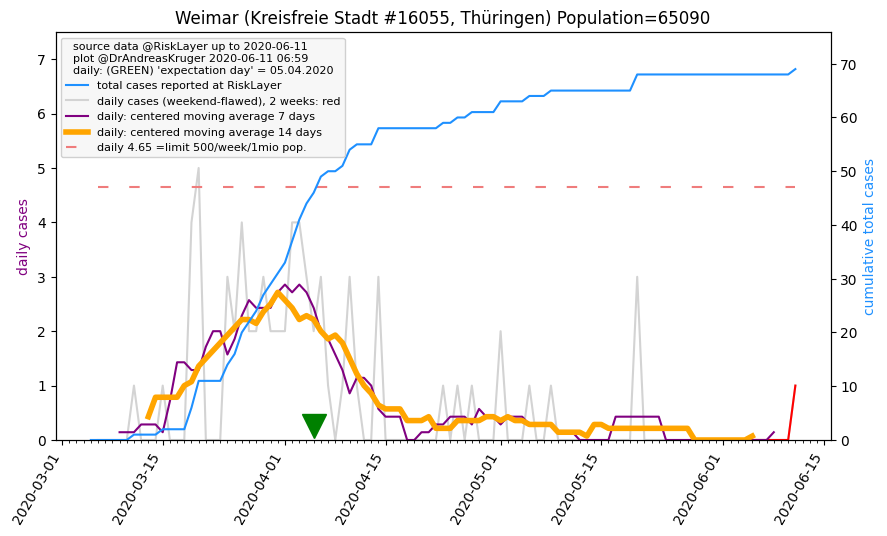 Weimar (Kreisfreie Stadt #16055, Thüringen) Population=65090
source data @RiskLayer up to 2020-06-11
plot @DrAndreasKruger 2020-06-11 06:59
daily: (GREEN) 'expectation day' = 05.04.2020
total cases reported at RiskLayer
daily cases (weekend-flawed), 2 weeks: red
daily: centered moving average 7 days
daily: centered moving average 14 days
daily 4.65 =limit 500/week/1mio pop.
daily cases
7
6
5
4
3
2
1
0
70
60
50
40
30
20
10
0
cumulative total cases
2020-03-01
2020-03-15
2020-04-01
2020-04-15
2020-05-01
2020-05-15
2020-06-01
2020-06-15